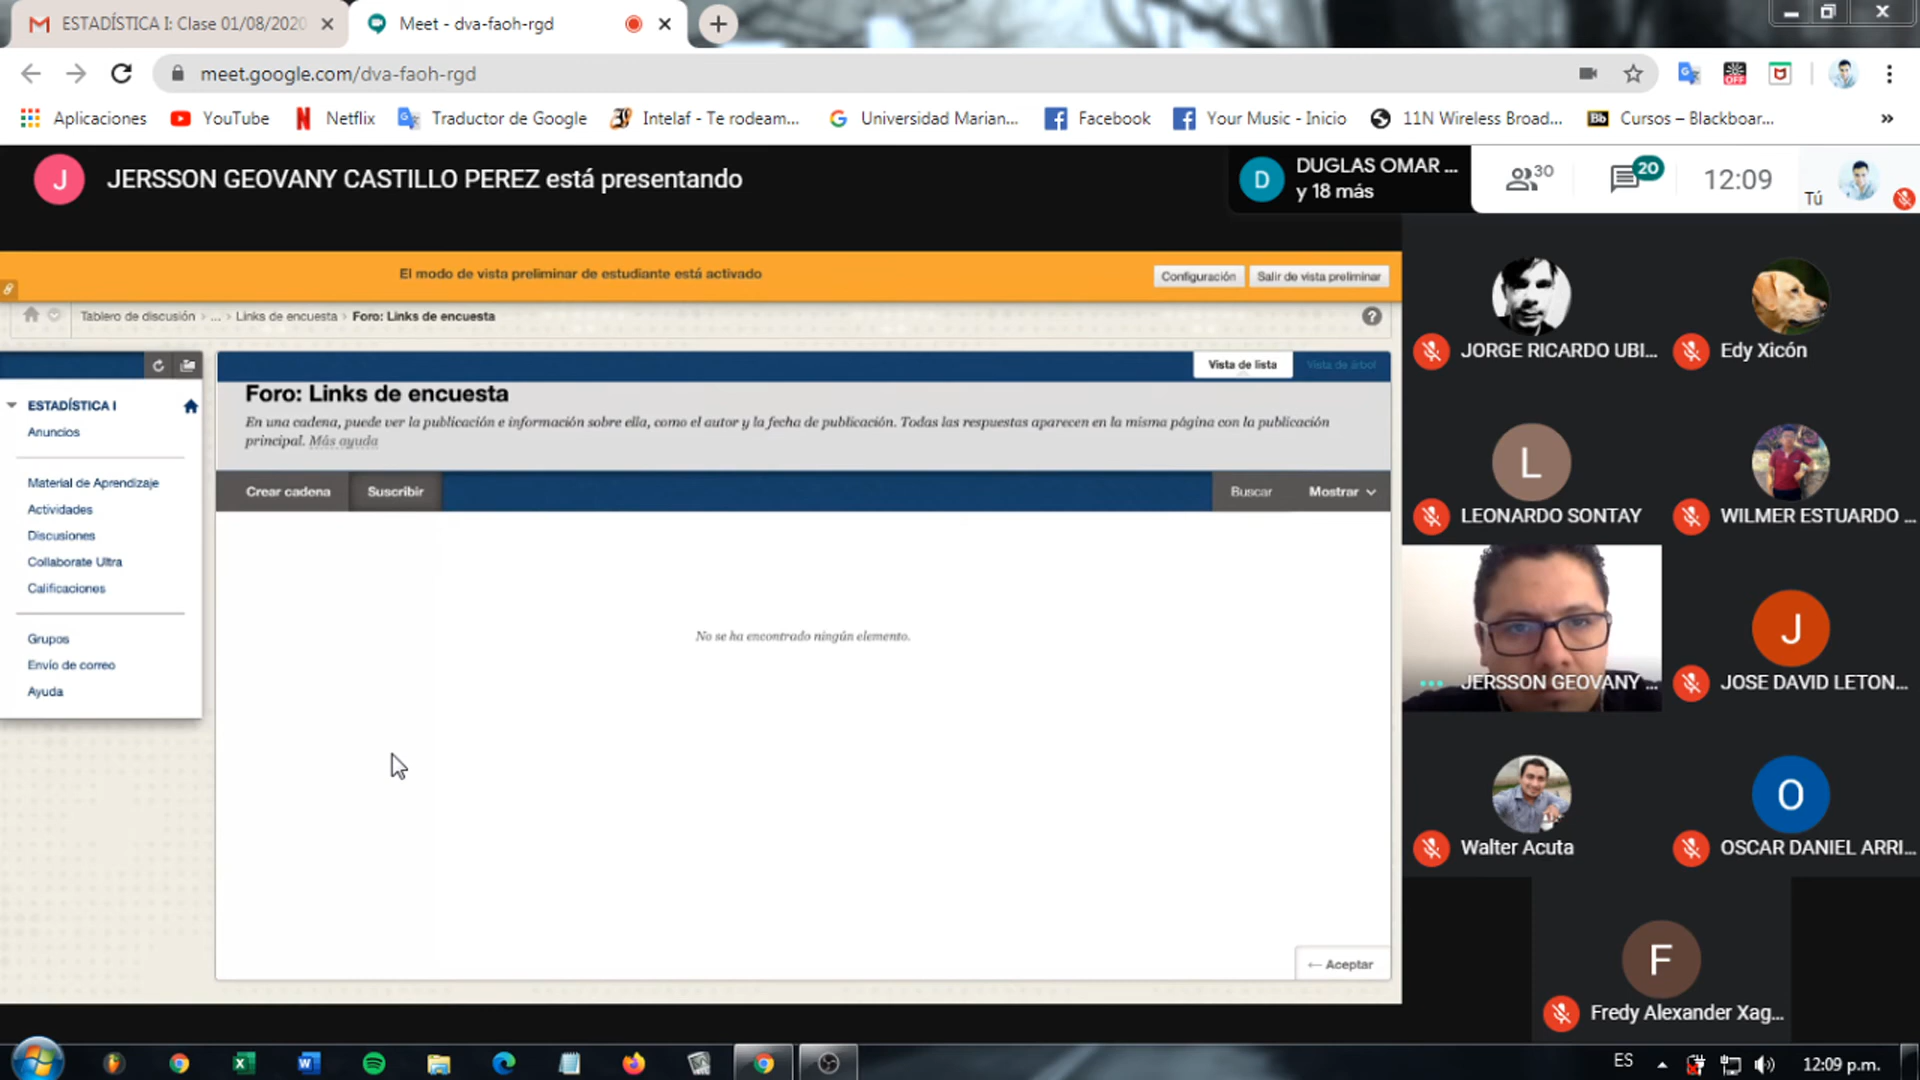 ESTADÍSTICA I: Clase 01/08/2020
Meet - dva-faoh-rgd
meet.google.com/dva-faoh-rgd
Aplicaciones
YouTube
Netflix
Traductor de Google
Intelaf - Te rodeam...
Universidad Marian...
Facebook
Your Music - Inicio
11N Wireless Broad...
Bb
Cursos – Blackboar...
»
J
JERSSON GEOVANY CASTILLO PEREZ está presentando
D
DUGLAS OMAR ...
y 18 más
30
20
12:09
Tú
El modo de vista preliminar de estudiante está activado
Configuración
Salir de vista preliminar
Tablero de discusión > ... > Links de encuesta > Foro: Links de encuesta
?
Vista de lista
Vista de árbol
ESTADÍSTICA I
Anuncios
Material de Aprendizaje
Actividades
Discusiones
Collaborate Ultra
Calificaciones
Grupos
Envío de correo
Ayuda
Foro: Links de encuesta
En una cadena, puede ver la publicación e información sobre ella, como el autor y la fecha de publicación. Todas las respuestas aparecen en la misma página con la publicación
principal. Más ayuda
Crear cadena
Suscribir
Buscar
Mostrar
No se ha encontrado ningún elemento.
← Aceptar
JORGE RICARDO UBI...
Edy Xicón
L
LEONARDO SONTAY
WILMER ESTUARDO ...
JERSSON GEOVANY ...
J
JOSE DAVID LETON...
Walter Acuta
O
OSCAR DANIEL ARRI...
F
Fredy Alexander Xag...
ES
12:09 p.m.